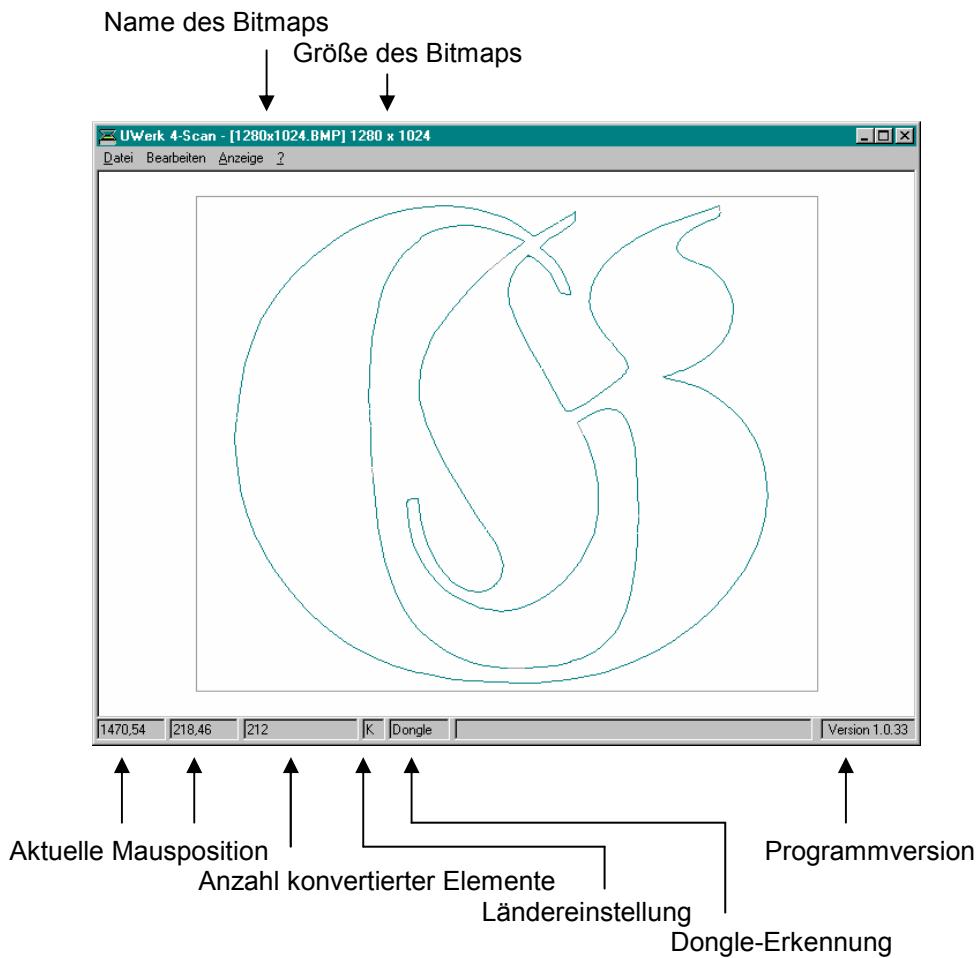 Name des Bitmaps
Größe des Bitmaps
UWerk 4-Scan - [1280x1024.BMP] 1280 x 1024
Datei Bearbeiten Anzeige ?
1470,54 218,46 212 K Dongle Version 1.0.33
Aktuelle Mausposition Programmversion
Anzahl konvertierter Elemente
Ländereinstellung
Dongle-Erkennung